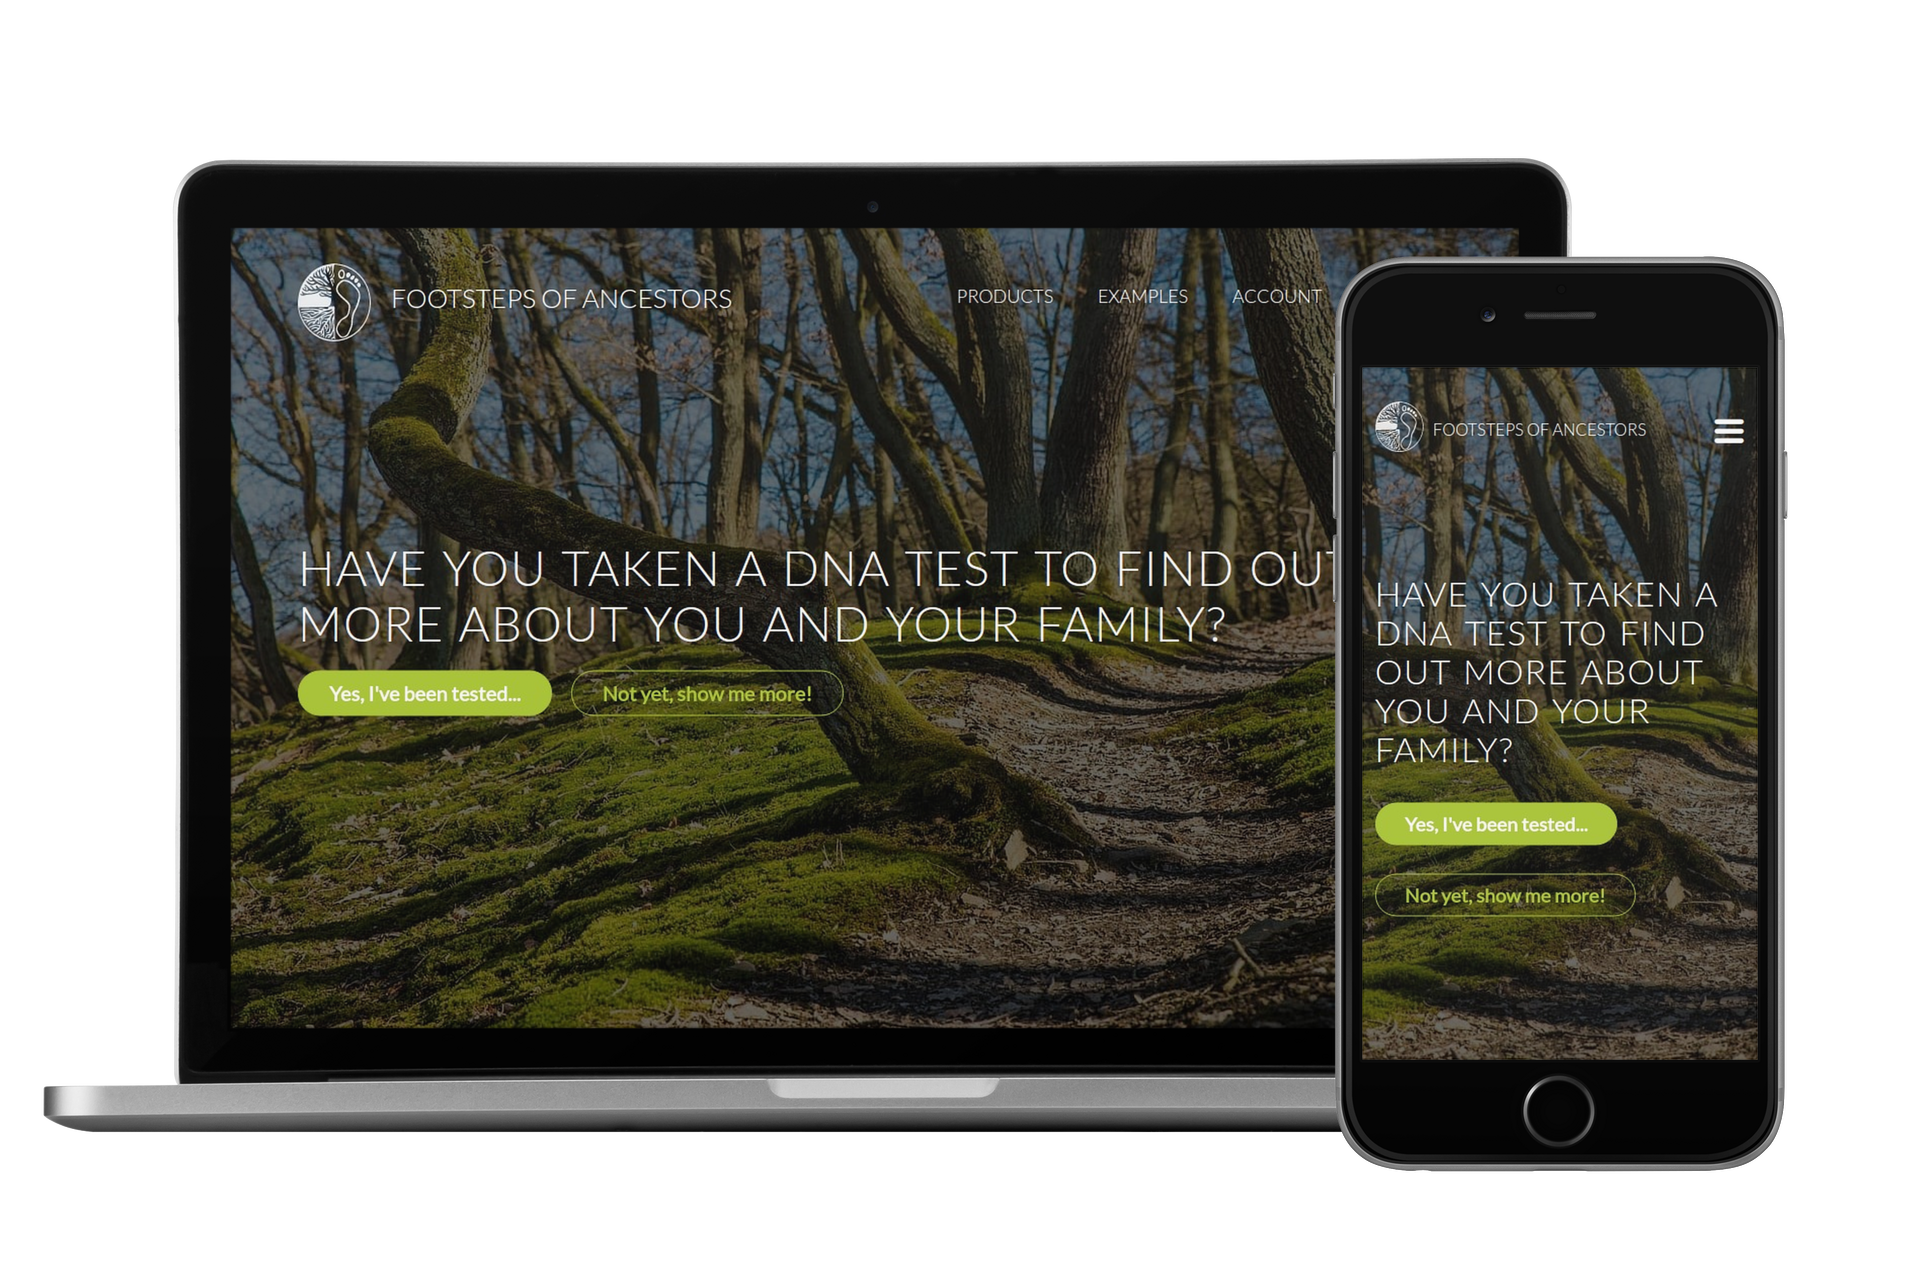 FOOTSTEPS OF ANCESTORS
PRODUCTS EXAMPLES ACCOUNT
HAVE YOU TAKEN A DNA TEST TO FIND OUT
MORE ABOUT YOU AND YOUR FAMILY?
Yes, I've been tested... Not yet, show me more!
FOOTSTEPS OF ANCESTORS
HAVE YOU TAKEN A
DNA TEST TO FIND
OUT MORE ABOUT
YOU AND YOUR
FAMILY?
Yes, I've been tested...
Not yet, show me more!